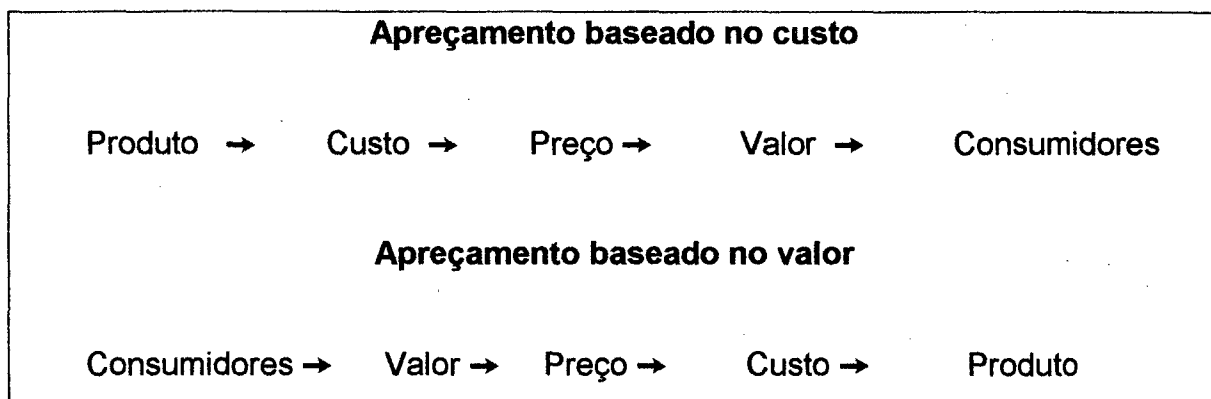 Apreçamento baseado no custo
Produto → Custo → Preço → Valor → Consumidores
Apreçamento baseado no valor
Consumidores → Valor → Preço → Custo → Produto